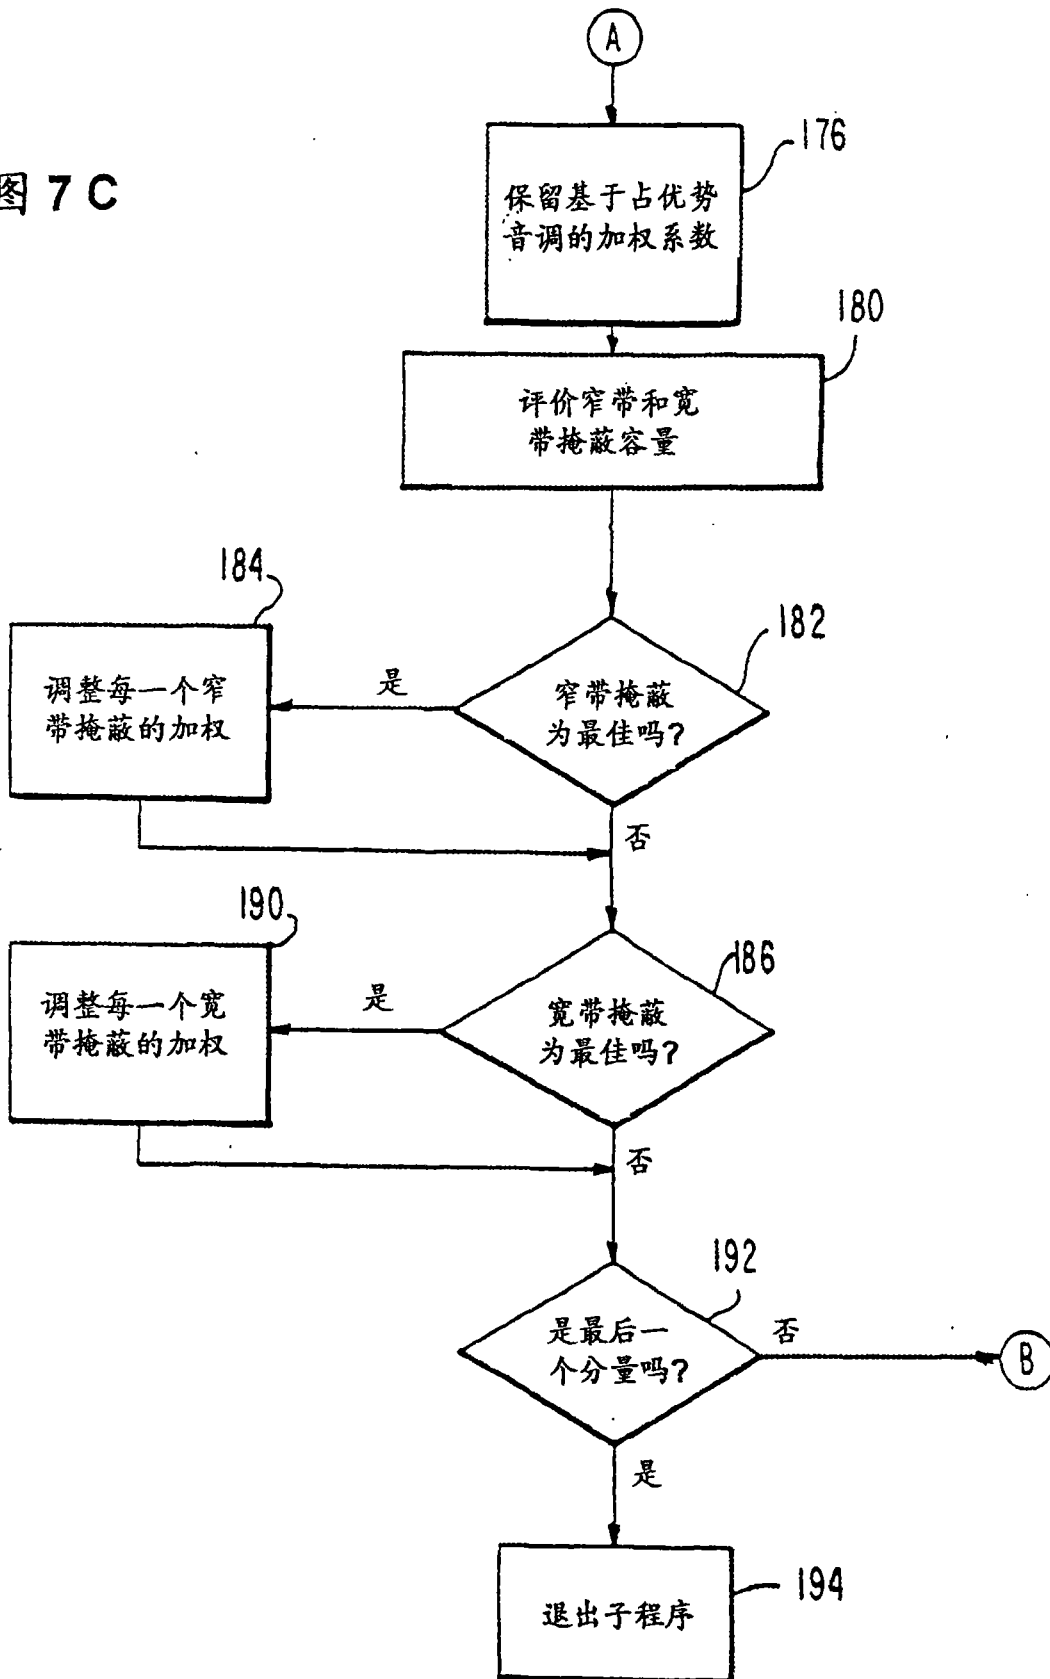 A
176
图 7C
保留基于占优势
音调的加权系数
180
评价窄带和宽
带掩蔽容量
184
182
调整每一个窄
带掩蔽的加权
是
窄带掩蔽
为最佳吗?
否
190
186
调整每一个宽
带掩蔽的加权
是
宽带掩蔽
为最佳吗?
否
192
是最后一
个分量吗?
否
B
是
194
退出子程序